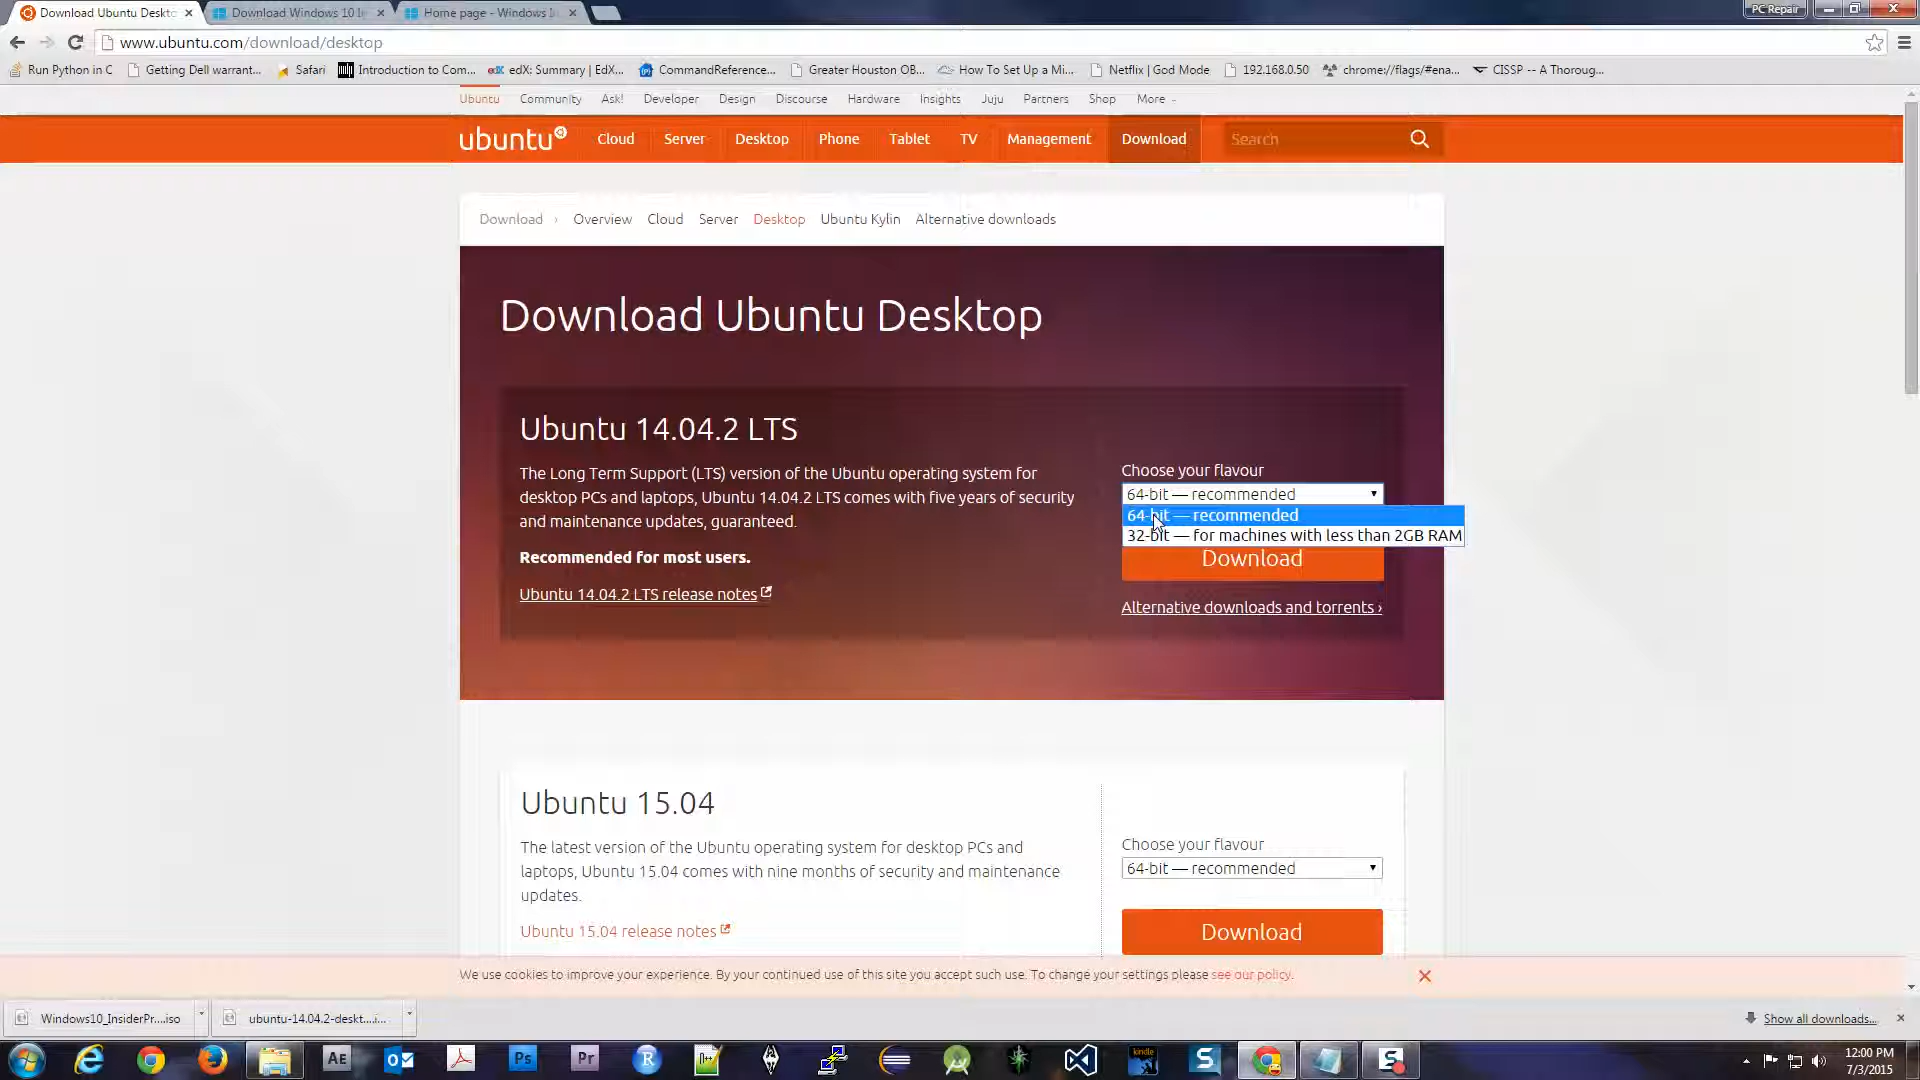 Download Ubuntu Deskto
Download Windows 10 I
Home page - Windows I
PC Repair
www.ubuntu.com/download/desktop
Run Python in C
Getting Dell warrant...
Safari
Introduction to Com...
edX: Summary | EdX...
CommandReference...
Greater Houston OB...
How To Set Up a Mi...
Netflix | God Mode
192.168.0.50
chrome://flags/#ena...
CISSP -- A Thoroug...
Ubuntu Community Ask! Developer Design Discourse Hardware Insights Juju Partners Shop More
ubuntu Cloud Server Desktop Phone Tablet TV Management Download Search
Download › Overview Cloud Server Desktop Ubuntu Kylin Alternative downloads
Download Ubuntu Desktop
Ubuntu 14.04.2 LTS
The Long Term Support (LTS) version of the Ubuntu operating system for
desktop PCs and laptops, Ubuntu 14.04.2 LTS comes with five years of security
and maintenance updates, guaranteed.
Recommended for most users.
Ubuntu 14.04.2 LTS release notes
Choose your flavour
64-bit — recommended
64-bit — recommended
32-bit — for machines with less than 2GB RAM
Download
Alternative downloads and torrents ›
Ubuntu 15.04
The latest version of the Ubuntu operating system for desktop PCs and
laptops, Ubuntu 15.04 comes with nine months of security and maintenance
updates.
Ubuntu 15.04 release notes
Choose your flavour
64-bit — recommended
Download
We use cookies to improve your experience. By your continued use of this site you accept such use. To change your settings please see our policy.
Windows10_InsiderPr....iso
ubuntu-14.04.2-deskt....i...
Show all downloads...
AE
Ps
Pr
R
kindle
S
S
12:00 PM
7/3/2015